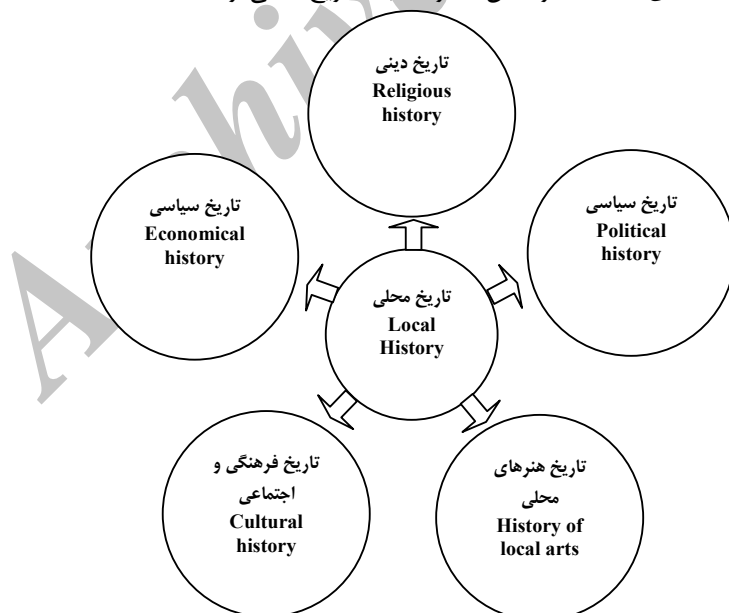 تاریخ دینی
Religious
history
تاریخ سیاسی
Economical
history
تاریخ سیاسی
Political
history
تاریخ محلی
Local
History
تاریخ فرهنگی و
اجتماعی
Cultural
history
تاریخ هنرهای
محلی
History of
local arts